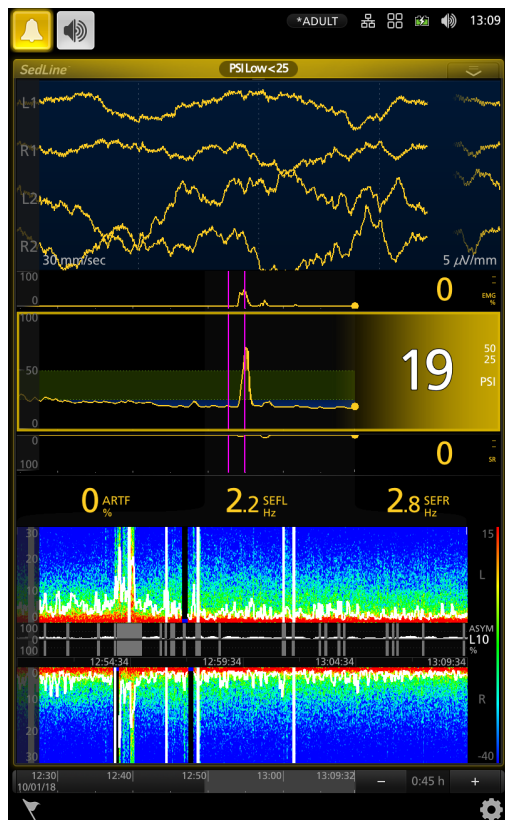 *ADULT 13:09
SedLine PSI Low < 25
L1
R1
L2
R2
30 mm/sec 5 µV/mm
100
0
0 EMG
%
100
50
0
19
50
25
PSI
0
100
0 SR
0 ARTF
%
2.2 SEFL
Hz
2.8 SEFR
Hz
30
20
10
0
15
L
100
0
100
ASYM
L10
%
12:54:34 12:59:34 13:04:34 13:09:34
10
20
30
R
-40
12:30 12:40 12:50 13:00 13:09:32
10/01/18
− 0:45 h +